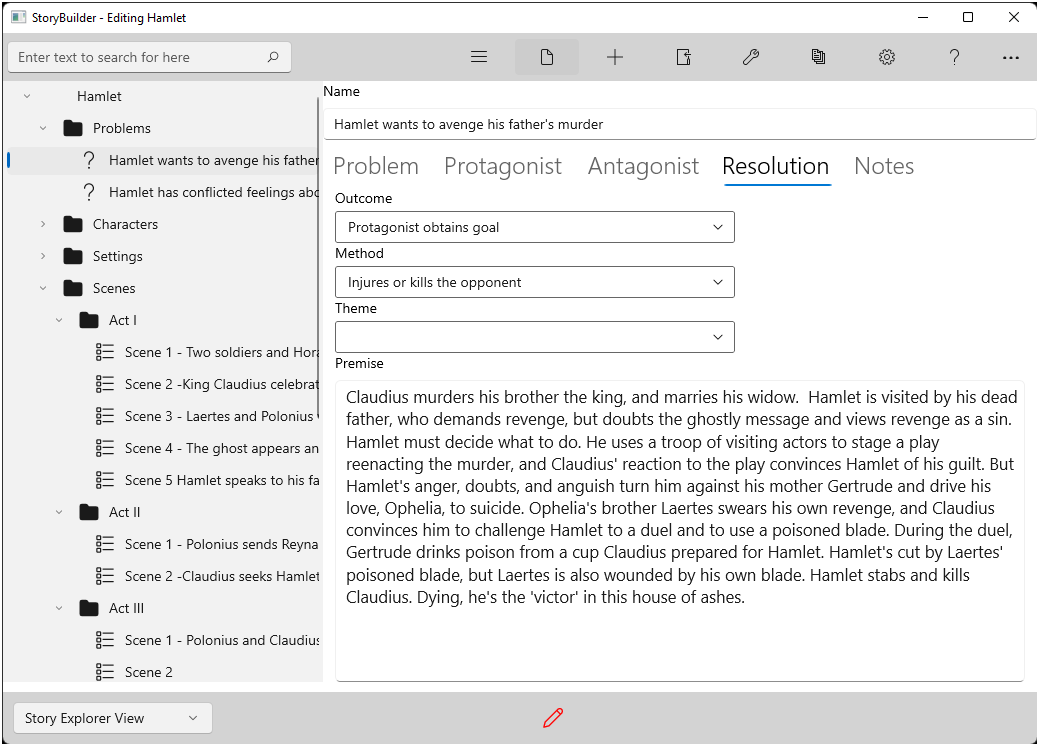 StoryBuilder - Editing Hamlet
Enter text to search for here
Hamlet
Problems
Hamlet wants to avenge his father
Hamlet has conflicted feelings abo
Characters
Settings
Scenes
Act I
Scene 1 - Two soldiers and Hora
Scene 2 -King Claudius celebrat
Scene 3 - Laertes and Polonius
Scene 4 - The ghost appears an
Scene 5 Hamlet speaks to his fa
Act II
Scene 1 - Polonius sends Reyna
Scene 2 -Claudius seeks Hamlet
Act III
Scene 1 - Polonius and Claudius
Scene 2
Name
Hamlet wants to avenge his father's murder
Problem Protagonist Antagonist Resolution Notes
Outcome
Protagonist obtains goal
Method
Injures or kills the opponent
Theme
Premise
Claudius murders his brother the king, and marries his widow.  Hamlet is visited by his dead
father, who demands revenge, but doubts the ghostly message and views revenge as a sin.
Hamlet must decide what to do. He uses a troop of visiting actors to stage a play
reenacting the murder, and Claudius' reaction to the play convinces Hamlet of his guilt. But
Hamlet's anger, doubts, and anguish turn him against his mother Gertrude and drive his
love, Ophelia, to suicide. Ophelia's brother Laertes swears his own revenge, and Claudius
convinces him to challenge Hamlet to a duel and to use a poisoned blade. During the duel,
Gertrude drinks poison from a cup Claudius prepared for Hamlet. Hamlet's cut by Laertes'
poisoned blade, but Laertes is also wounded by his own blade. Hamlet stabs and kills
Claudius. Dying, he's the 'victor' in this house of ashes.
Story Explorer View